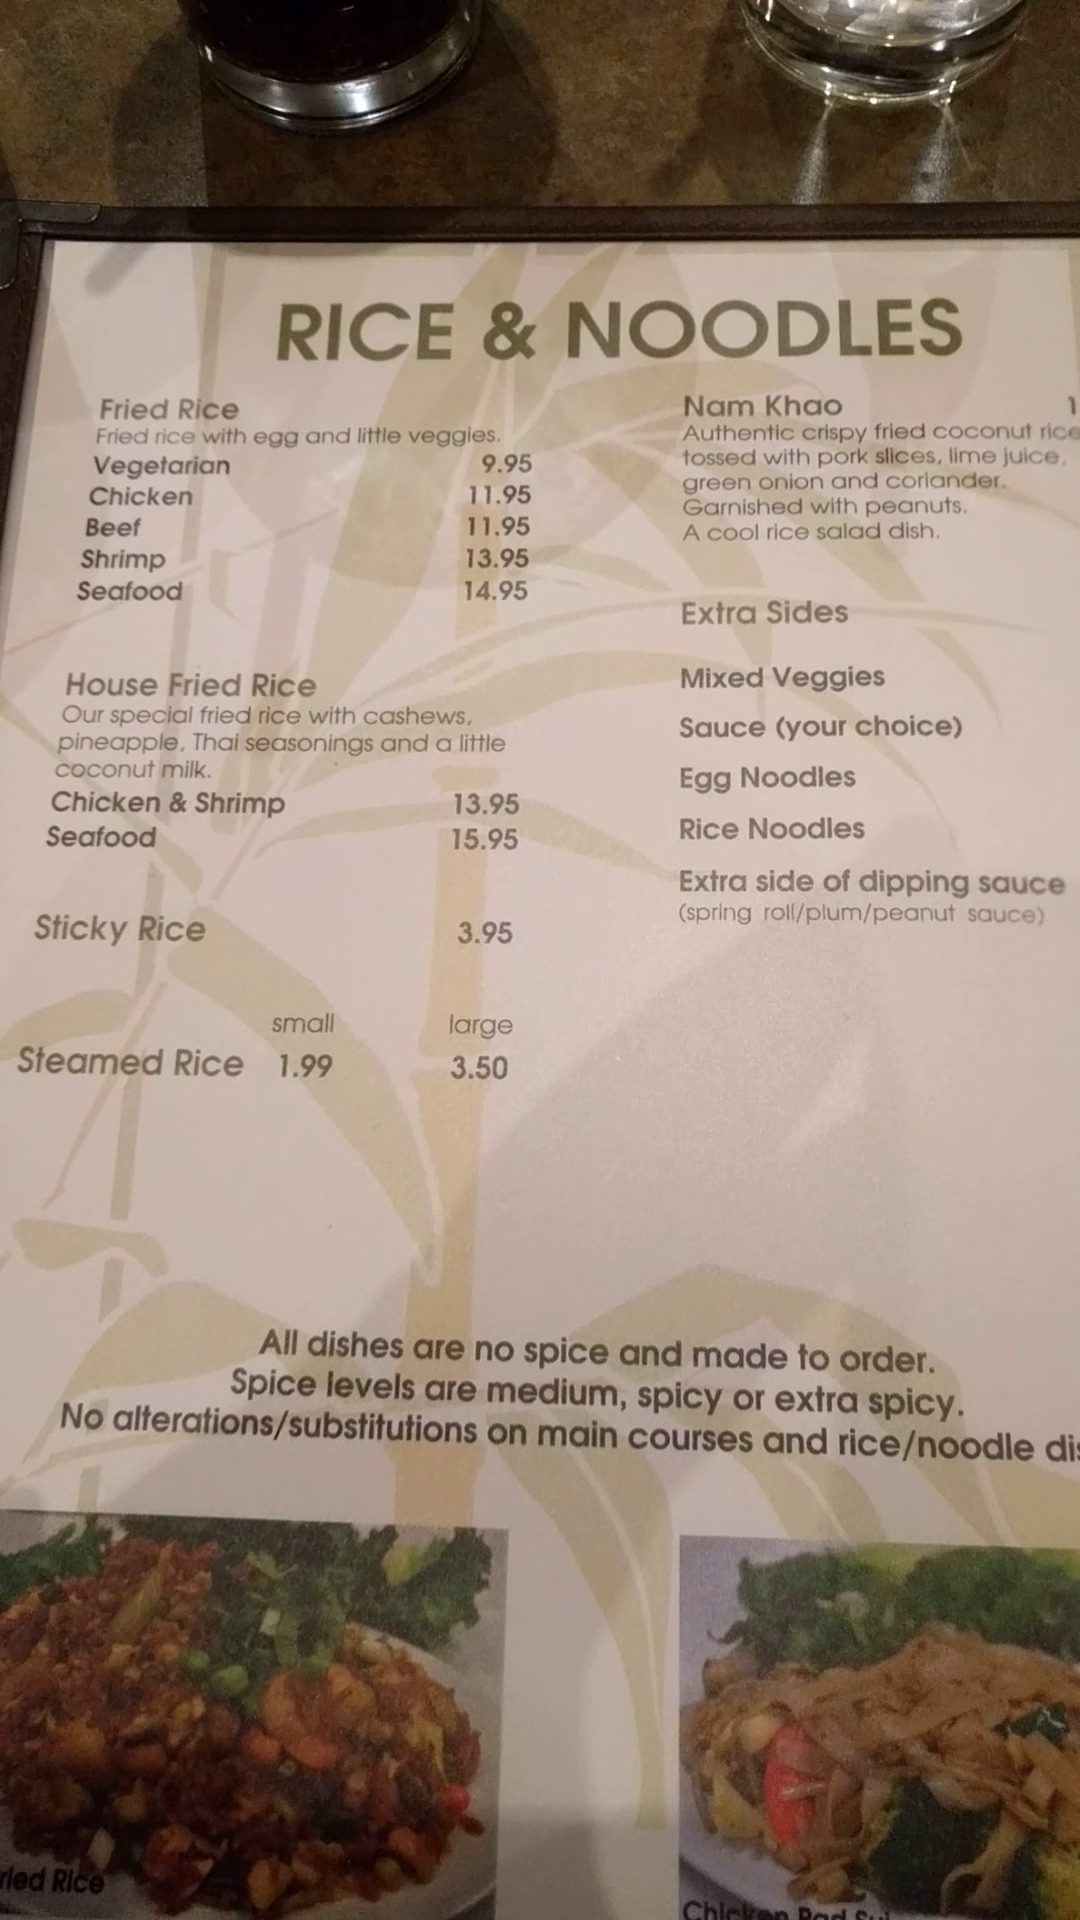 RICE & NOODLES
Fried Rice
Fried rice with egg and little veggies.
Vegetarian 9.95
Chicken 11.95
Beef 11.95
Shrimp 13.95
Seafood 14.95
House Fried Rice
Our special fried rice with cashews,
pineapple, Thai seasonings and a little
coconut milk.
Chicken & Shrimp 13.95
Seafood 15.95
Sticky Rice 3.95
small large
Steamed Rice 1.99 3.50
Nam Khao
Authentic crispy fried coconut rice
tossed with pork slices, lime juice,
green onion and coriander.
Garnished with peanuts.
A cool rice salad dish.
Extra Sides
Mixed Veggies
Sauce (your choice)
Egg Noodles
Rice Noodles
Extra side of dipping sauce
(spring roll/plum/peanut sauce)
All dishes are no spice and made to order.
Spice levels are medium, spicy or extra spicy.
No alterations/substitutions on main courses and rice/noodle
Rice
Chicken Pad